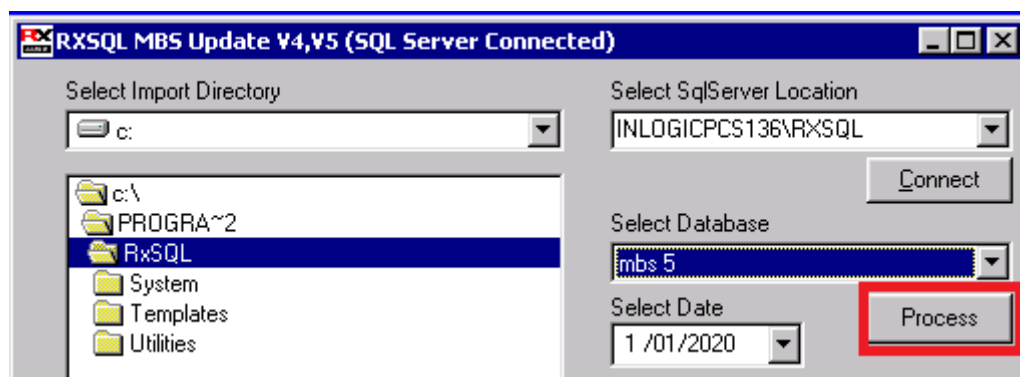 RX
RXSQL MBS Update V4,V5 (SQL Server Connected)
Select Import Directory
c:
c:\
PROGRA~2
RxSQL
System
Templates
Utilities
Select SqlServer Location
INLOGICPCS136\RXSQL
Connect
Select Database
mbs 5
Select Date
1 /01/2020
Process